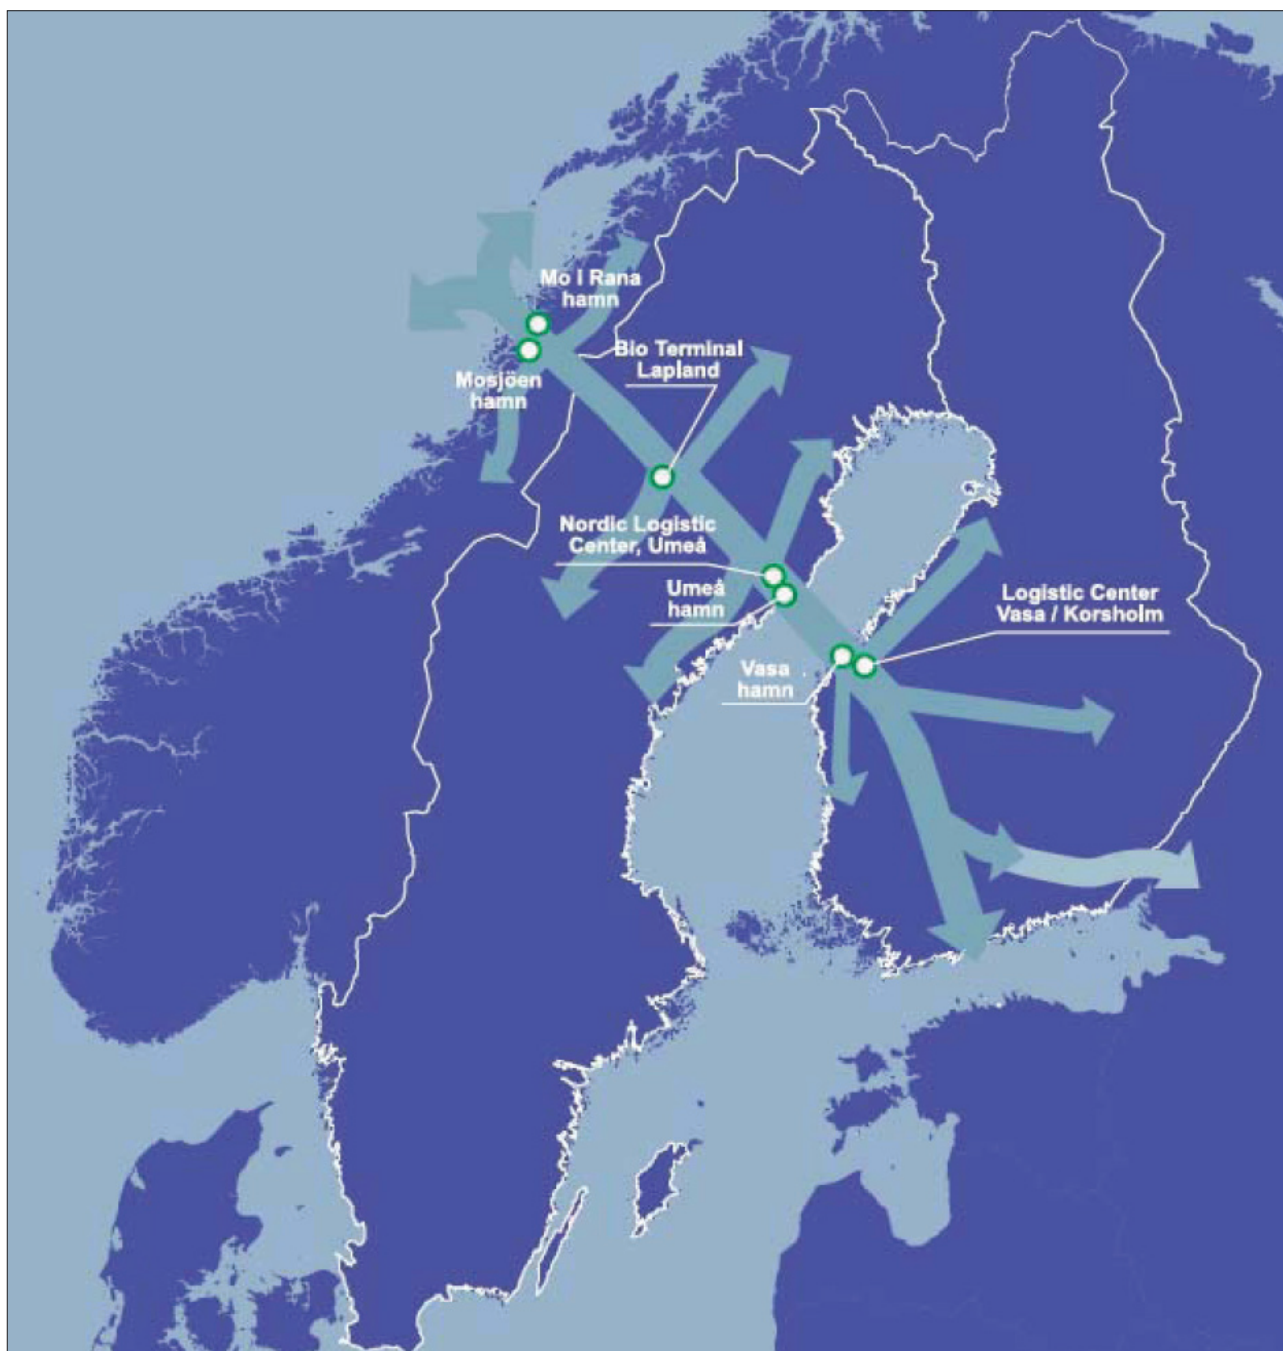 Mo I Rana
hamn
Bio Terminal
Lapland
Mosjöen
hamn
Nordic Logistic
Center, Umeå
Umeå
hamn
Logistic Center
Vasa / Korsholm
Vasa
hamn